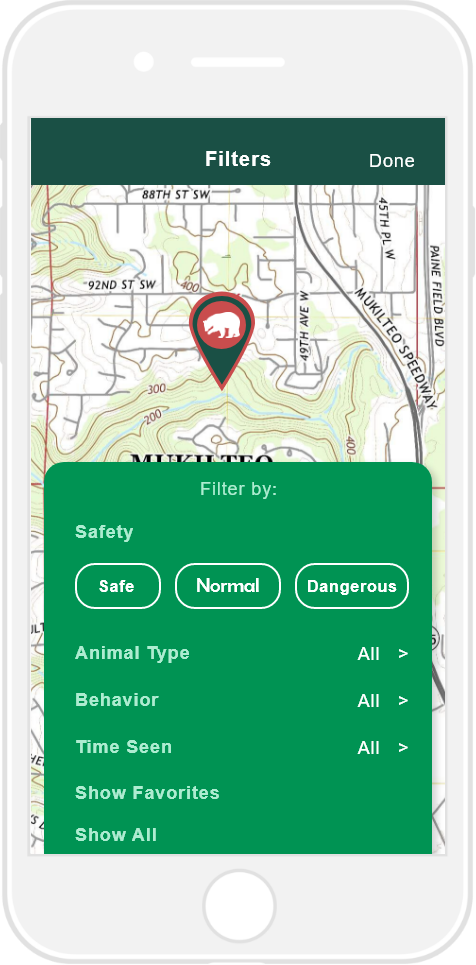 Filters
Done
88TH ST SW
45TH PL W
PAINE FIELD BLVD
92ND ST SW
400
49TH AVE W
MUKILTEO SPEEDWAY
300
200
400
MUKILTEO
Filter by:
Safety
Safe
Normal
Dangerous
Animal Type
All >
Behavior
All >
Time Seen
All >
Show Favorites
Show All